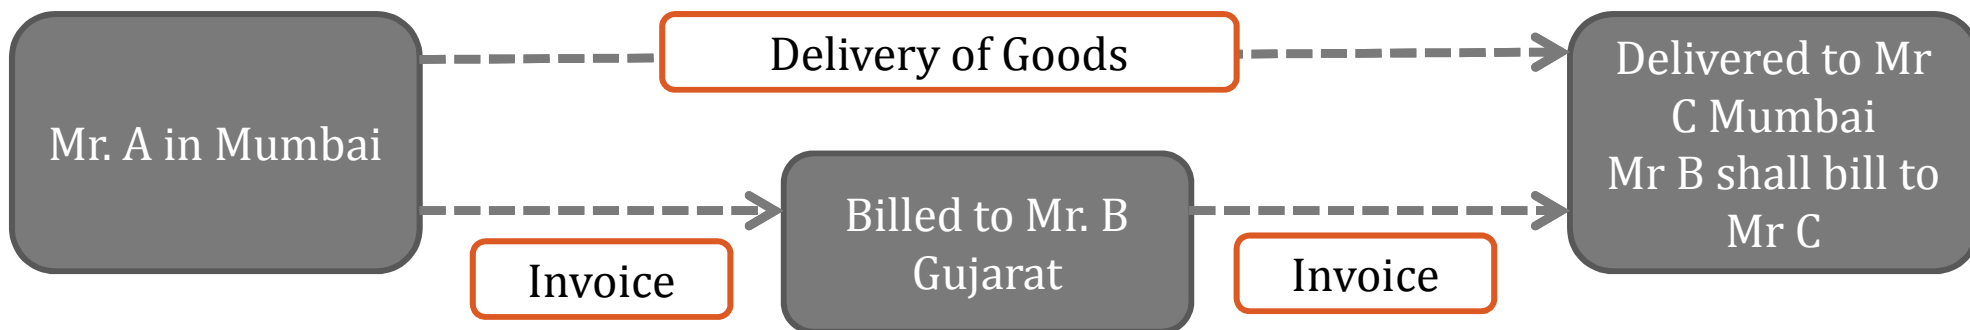 Mr. A in Mumbai
Delivery of Goods
Invoice
Billed to Mr. B
Gujarat
Invoice
Delivered to Mr
C Mumbai
Mr B shall bill to
Mr C